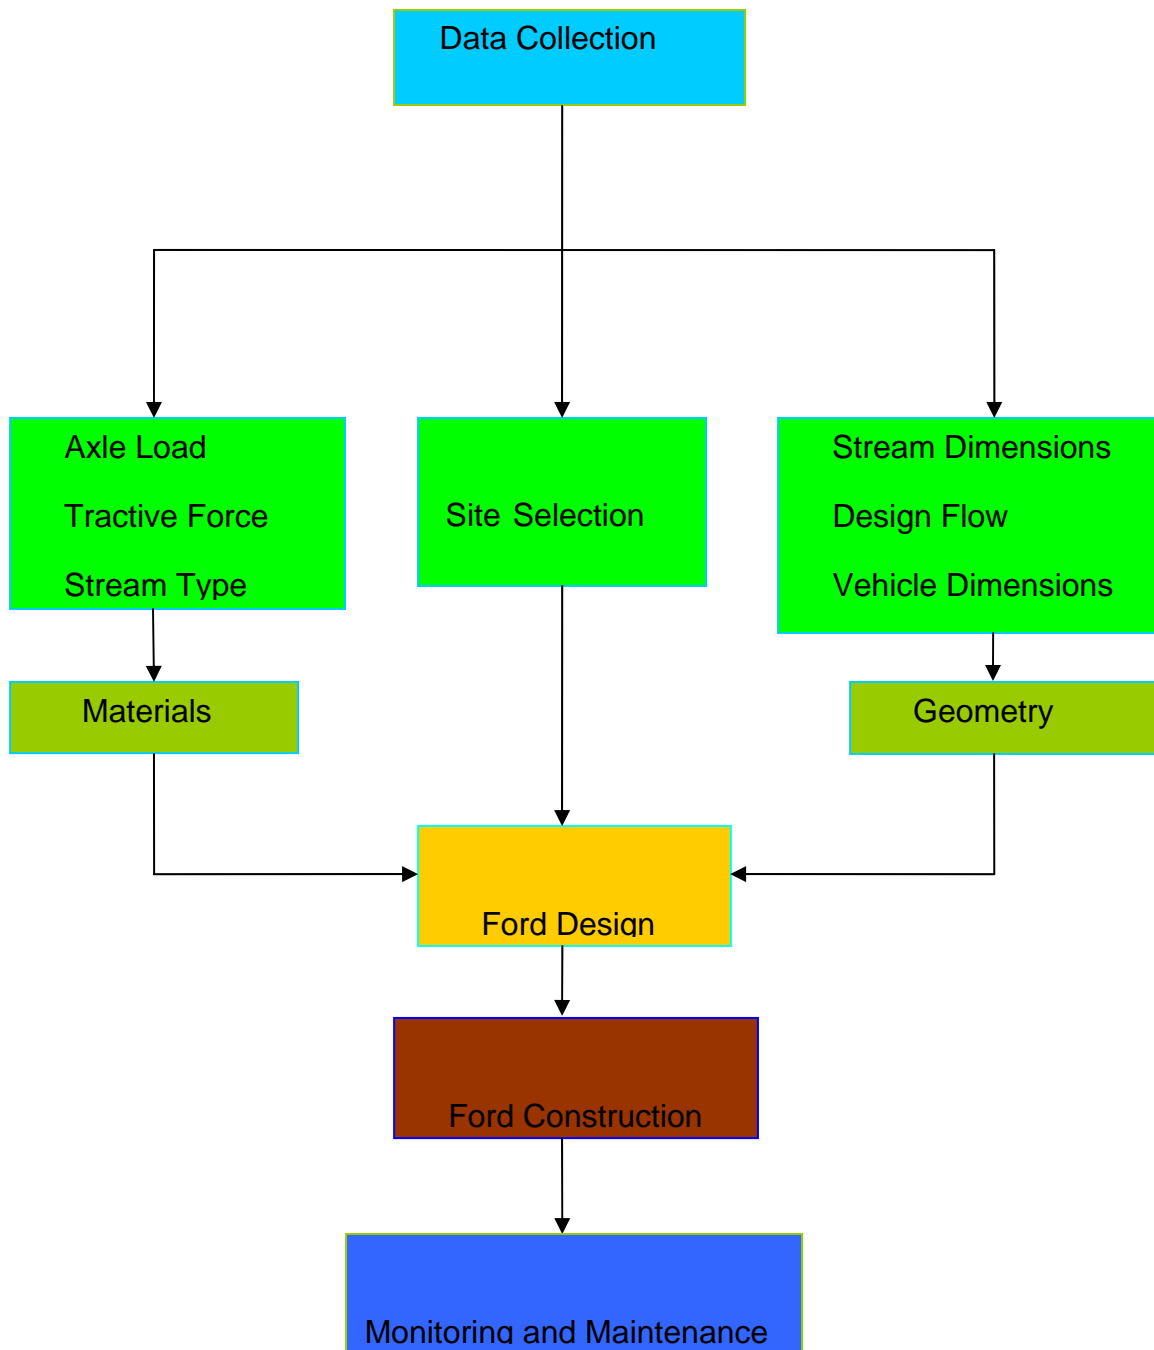 Data Collection
Axle Load
Tractive Force
Stream Type
Site Selection
Stream Dimensions
Design Flow
Vehicle Dimensions
Materials
Geometry
Ford Design
Ford Construction
Monitoring and Maintenance